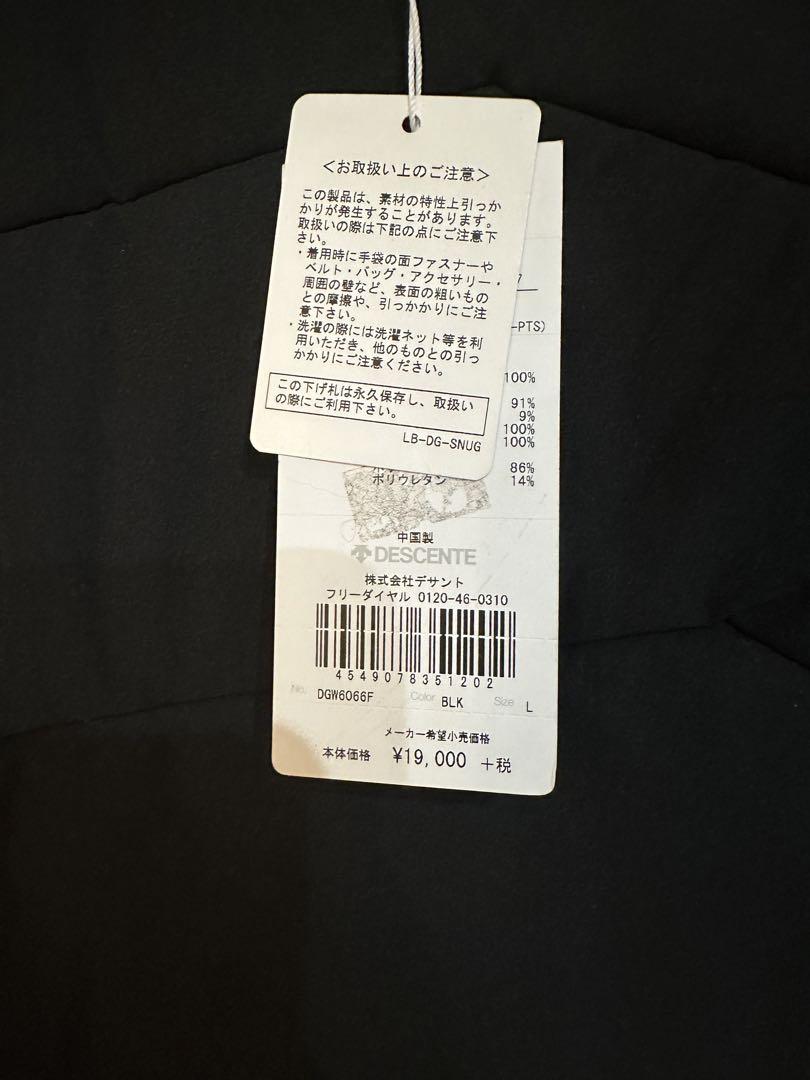 ＜お取扱い上のご注意＞
この製品は、素材の特性上引っか
かりが発生することがあります。
取扱いの際は下記の点にご注意下
さい。
・着用時に手袋の面ファスナーや
ベルト・バッグ・アクセサリー・
周囲の壁など、表面の粗いもの
との摩擦や、引っかかりにご注
意下さい。
・洗濯の際には洗濯ネット等を利
用いただき、他のものとの引っ
かかりにご注意ください。
この下げ札は永久保存し、取扱い
の際にご利用下さい。
LB-DG-SNUG
-PTS)
100%
91%
9%
100%
100%
86%
ポリウレタン 14%
中国製
DESCENTE
株式会社デサント
フリーダイヤル 0120-46-0310
4549078351202
No. DGW6066F Color BLK Size L
メーカー希望小売価格
本体価格 ¥19,000 +税